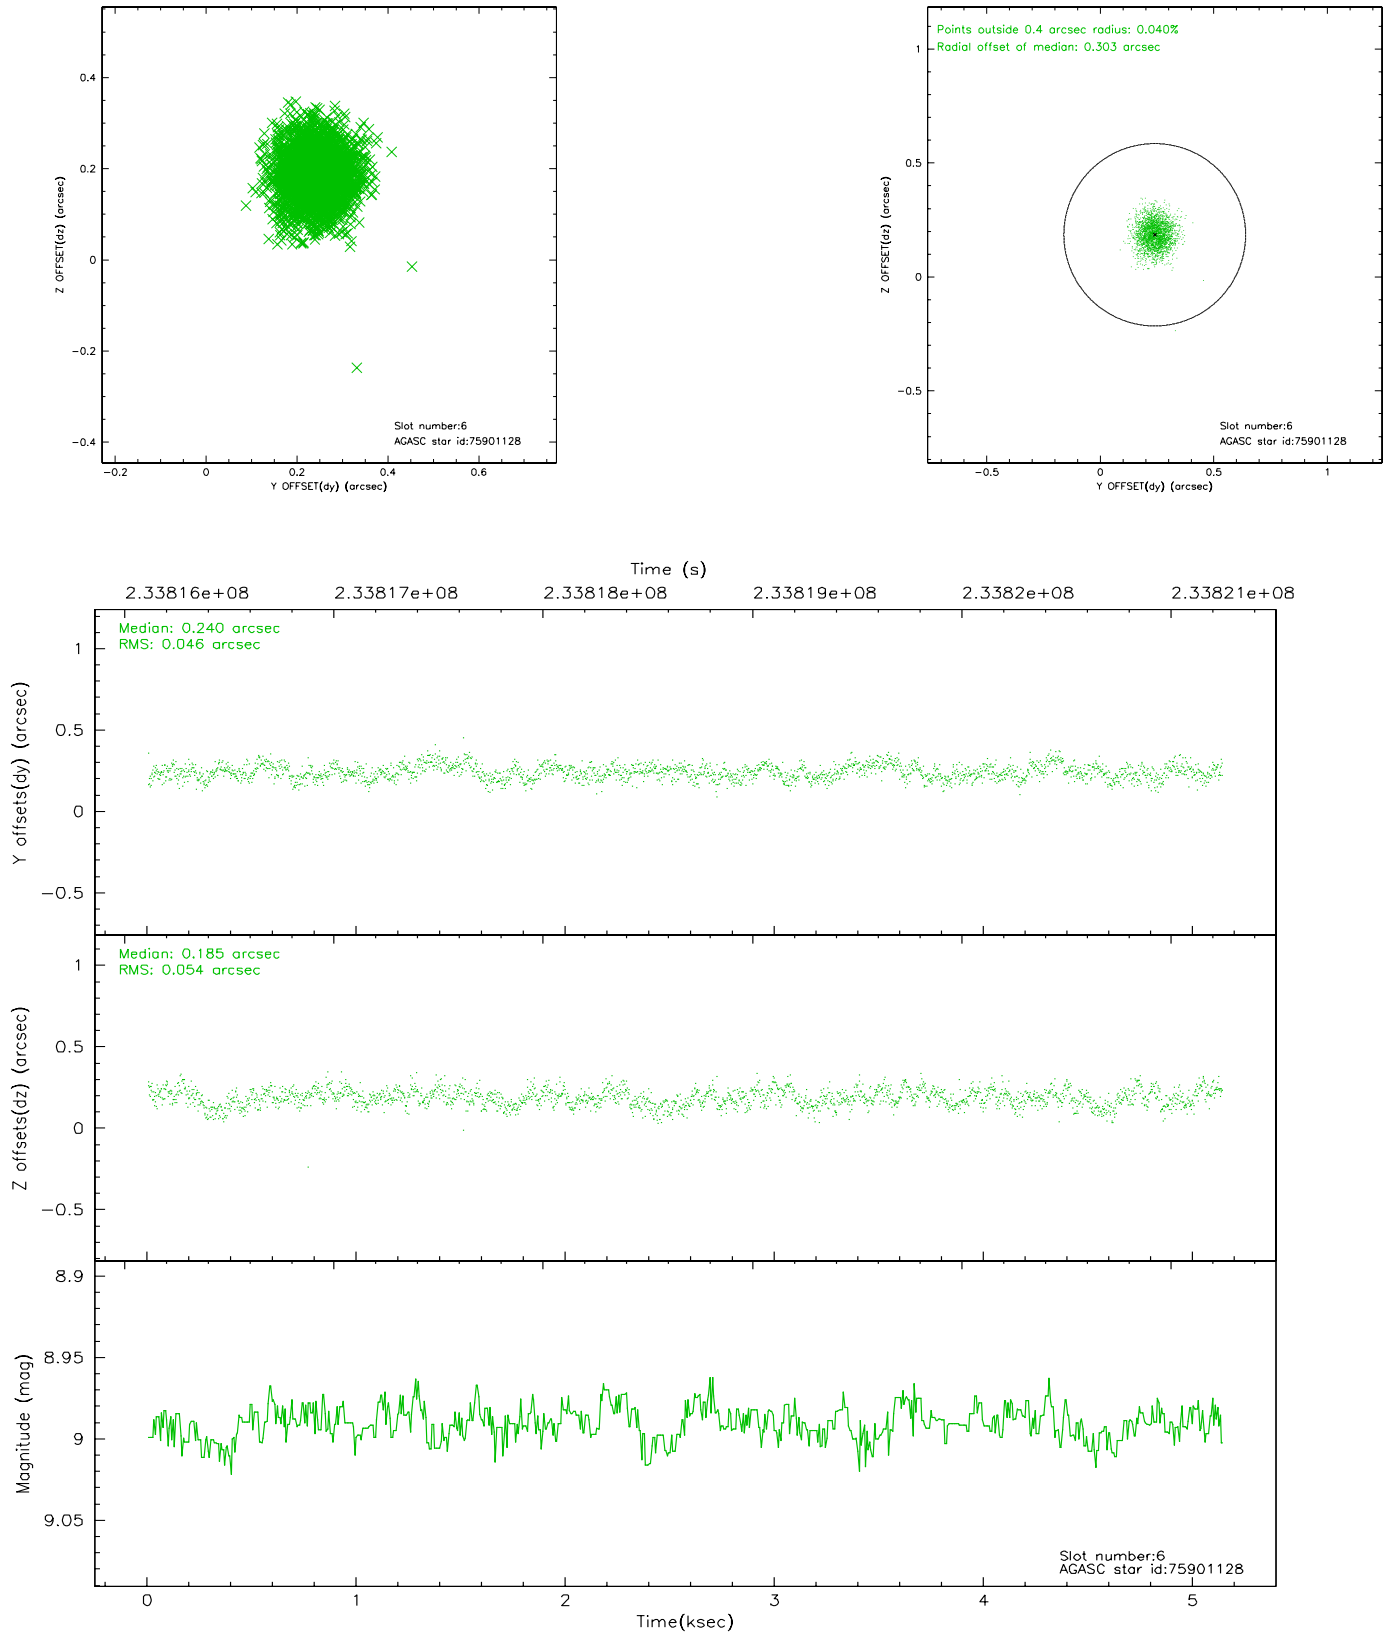 0.4
0.2
0
−0.2
−0.4
Z OFFSET(dz) (arcsec)
−0.2 0 0.2 0.4 0.6
Y OFFSET(dy) (arcsec)
Slot number:6
AGASC star id:75901128
Points outside 0.4 arcsec radius: 0.040%
Radial offset of median: 0.303 arcsec
1
0.5
0
−0.5
Z OFFSET(dz) (arcsec)
−0.5 0 0.5 1
Y OFFSET(dy) (arcsec)
Slot number:6
AGASC star id:75901128
Time (s)
2.33816e+08 2.33817e+08 2.33818e+08 2.33819e+08 2.3382e+08 2.33821e+08
Median: 0.240 arcsec
RMS: 0.046 arcsec
1
0.5
0
−0.5
Y offsets(dy) (arcsec)
Median: 0.185 arcsec
RMS: 0.054 arcsec
1
0.5
0
−0.5
Z offsets(dz) (arcsec)
8.9
8.95
9
9.05
Magnitude (mag)
Slot number:6
AGASC star id:75901128
0 1 2 3 4 5
Time(ksec)